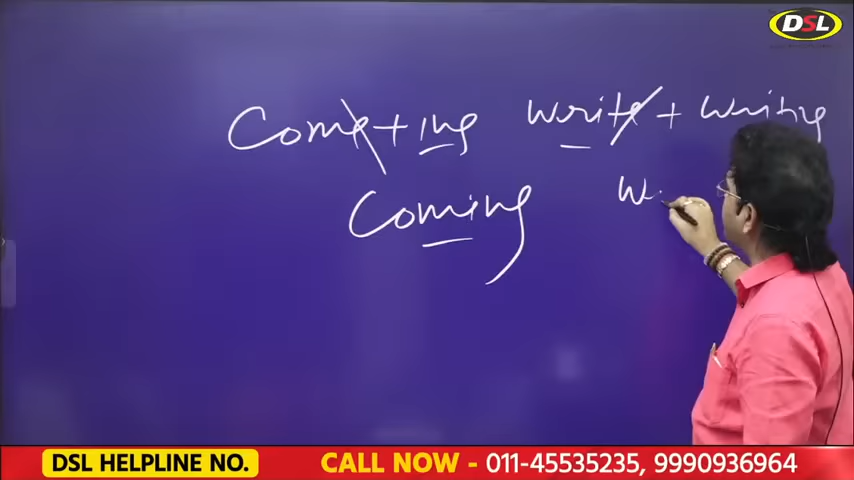 DSL
Come + ing write + writing
Coming w
DSL HELPLINE NO. CALL NOW - 011-45535235, 9990936964